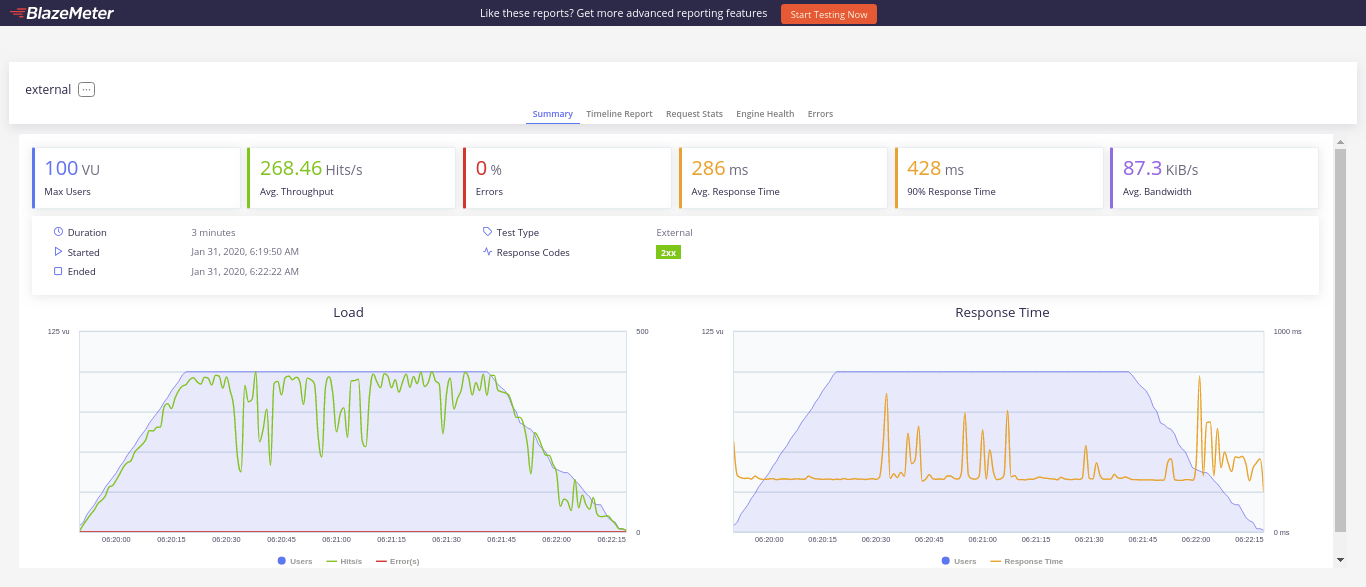 BlazeMeter
Like these reports? Get more advanced reporting features
Start Testing Now
external
Summary Timeline Report Request Stats Engine Health Errors
100 VU
Max Users
268.46 Hits/s
Avg. Throughput
0 %
Errors
286 ms
Avg. Response Time
428 ms
90% Response Time
87.3 KiB/s
Avg. Bandwidth
Duration 3 minutes
Started Jan 31, 2020, 6:19:50 AM
Ended Jan 31, 2020, 6:22:22 AM
Test Type External
Response Codes 2xx
Load
125 vu 500
0
06:20:00 06:20:15 06:20:30 06:20:45 06:21:00 06:21:15 06:21:30 06:21:45 06:22:00 06:22:15
Users Hits/s Error(s)
Response Time
125 vu 1000 ms
0 ms
06:20:00 06:20:15 06:20:30 06:20:45 06:21:00 06:21:15 06:21:30 06:21:45 06:22:00 06:22:15
Users Response Time